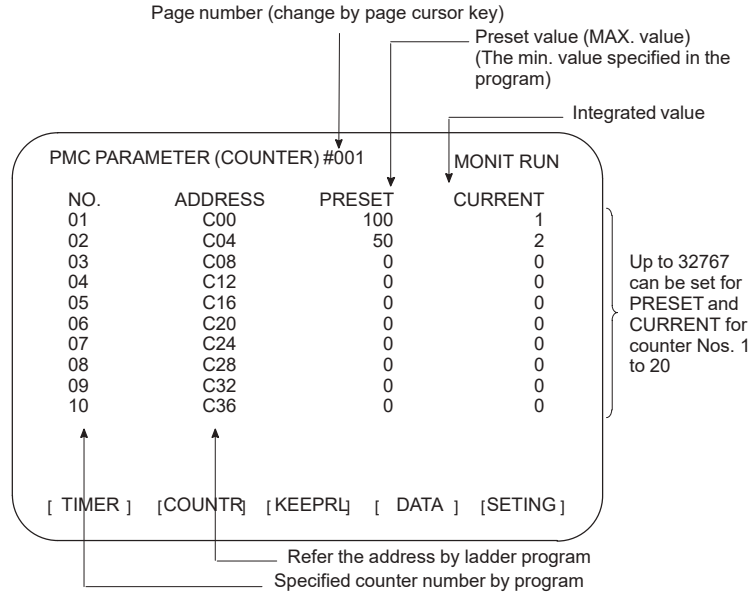 Page number (change by page cursor key)
Preset value (MAX. value)
(The min. value specified in the
program)
Integrated value
PMC PARAMETER (COUNTER) #001 MONIT RUN
NO. ADDRESS PRESET CURRENT
01 C00 100 1
02 C04 50 2
03 C08 0 0
04 C12 0 0
05 C16 0 0
06 C20 0 0
07 C24 0 0
08 C28 0 0
09 C32 0 0
10 C36 0 0
Up to 32767
can be set for
PRESET and
CURRENT for
counter Nos. 1
to 20
[ TIMER ] [COUNTR] [KEEPRL] [ DATA ] [SETING]
Refer the address by ladder program
Specified counter number by program